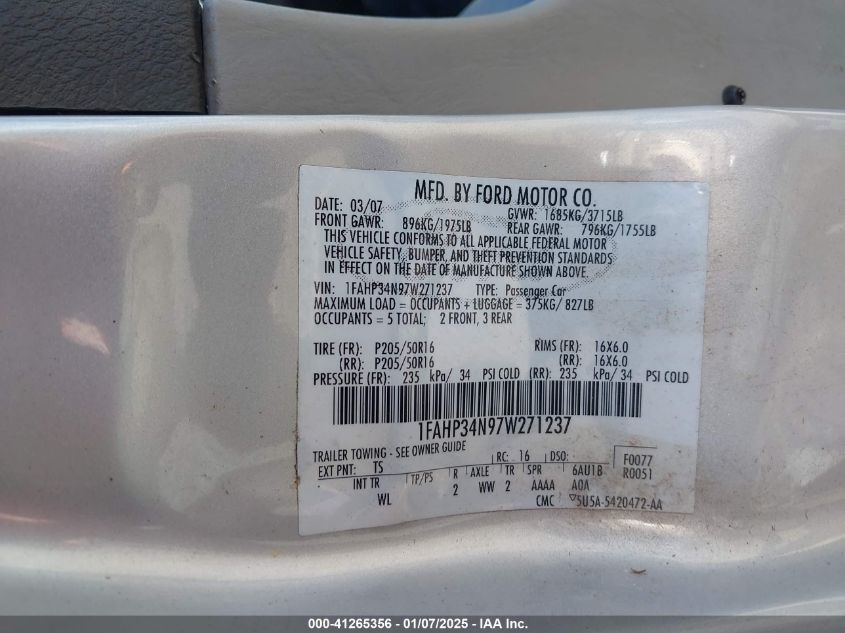 MFD. BY FORD MOTOR CO.
DATE: 03/07 GVWR: 1685KG/3715LB
FRONT GAWR: 896KG/1975LB REAR GAWR: 796KG/1755LB
THIS VEHICLE CONFORMS TO ALL APPLICABLE FEDERAL MOTOR
VEHICLE SAFETY, BUMPER, AND THEFT PREVENTION STANDARDS
IN EFFECT ON THE DATE OF MANUFACTURE SHOWN ABOVE.
VIN: 1FAHP34N97W271237 TYPE: Passenger Car
MAXIMUM LOAD = OCCUPANTS + LUGGAGE = 375KG/ 827LB
OCCUPANTS = 5 TOTAL: 2 FRONT, 3 REAR
TIRE (FR): P205/50R16 RIMS (FR): 16X6.0
(RR): P205/50R16 (RR): 16X6.0
PRESSURE (FR): 235 kPa/ 34 PSI COLD (RR): 235 kPa/ 34 PSI COLD
1FAHP34N97W271237
TRAILER TOWING - SEE OWNER GUIDE RC: 16 DSO: F0077
EXT PNT: TS R AXLE TR SPR 6AU1B R0051
INT TR TP/PS 2 WW 2 AAAA A0A
WL CMC 5U5A-5420472-AA
000-41265356 | 01/07/2025 | IAA Holdings, LLC.